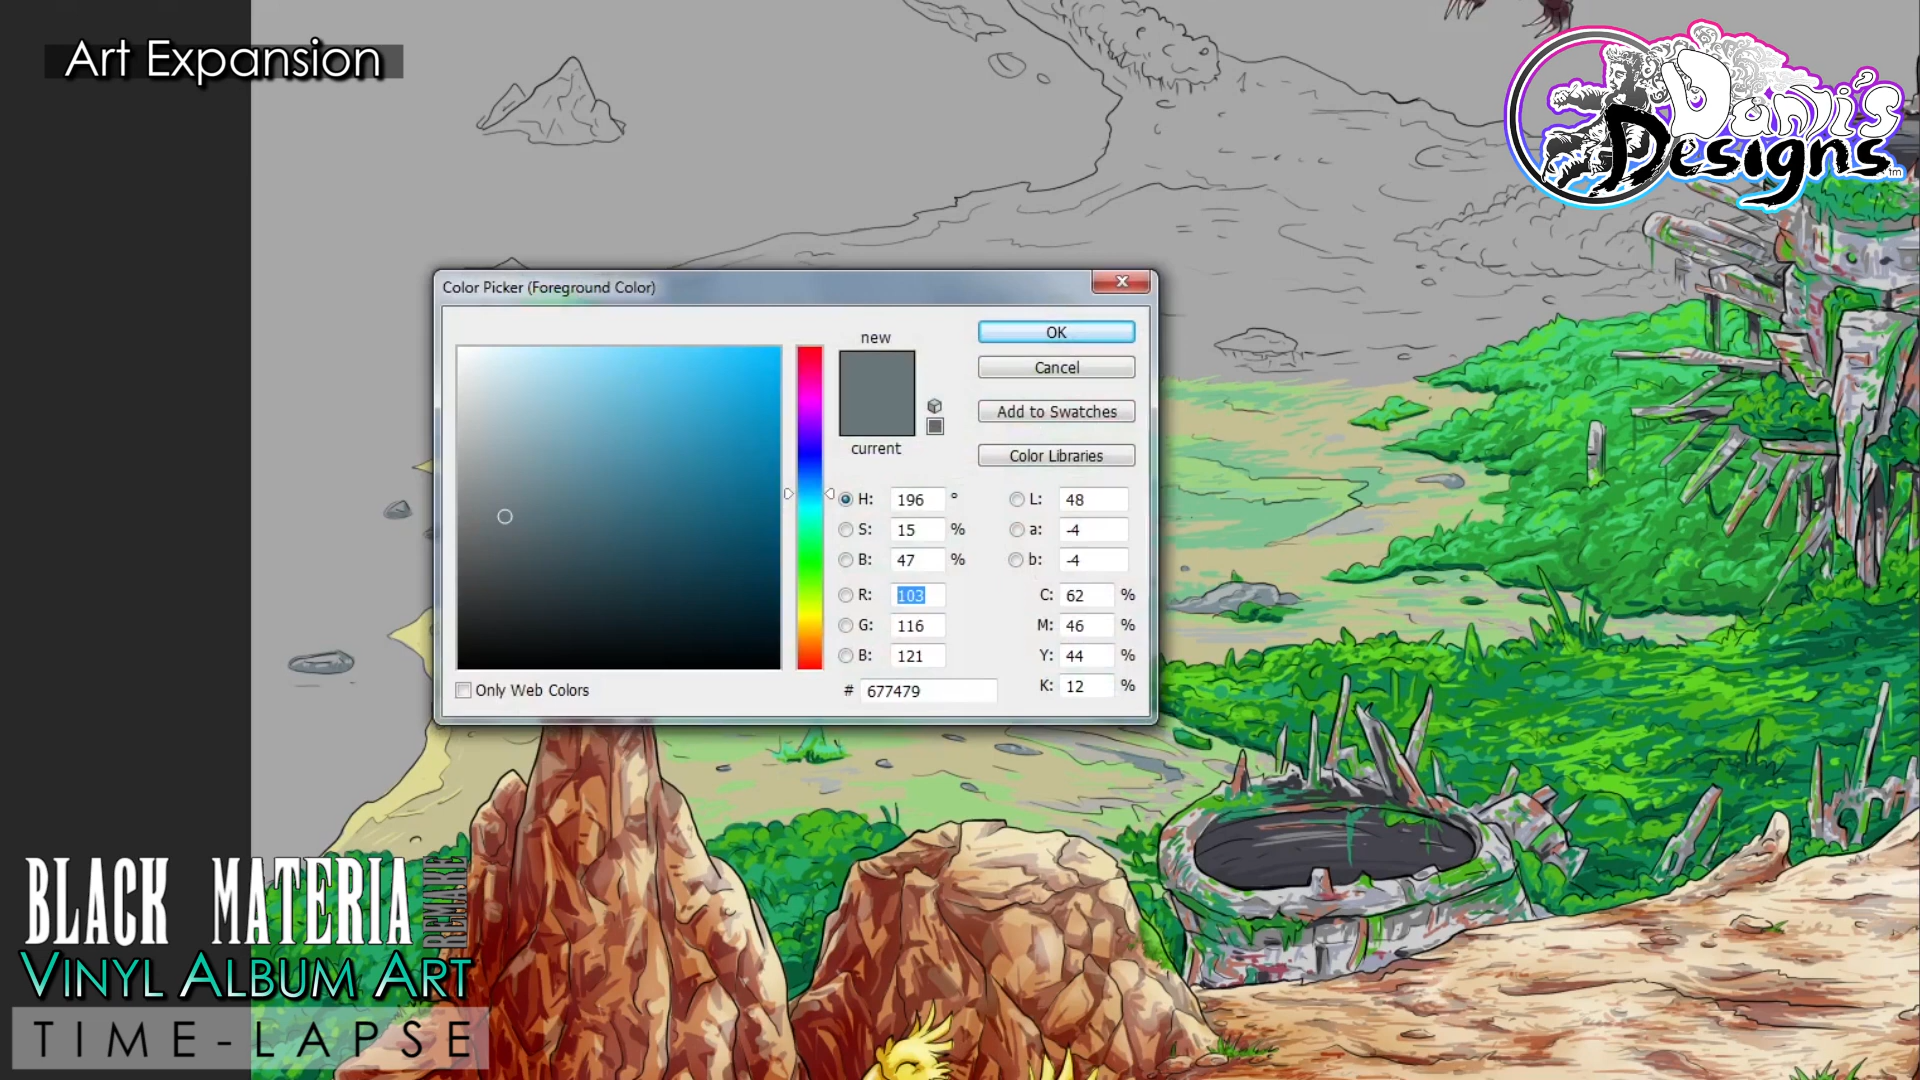 Art Expansion
Danji's
Designs
™
Color Picker (Foreground Color)
new
current
OK
Cancel
Add to Swatches
Color Libraries
H: 196 °
S: 15 %
B: 47 %
R: 103
G: 116
B: 121
# 677479
L: 48
a: -4
b: -4
C: 62 %
M: 46 %
Y: 44 %
K: 12 %
Only Web Colors
BLACK MATERIA REMAKE
VINYL ALBUM ART
TIME-LAPSE